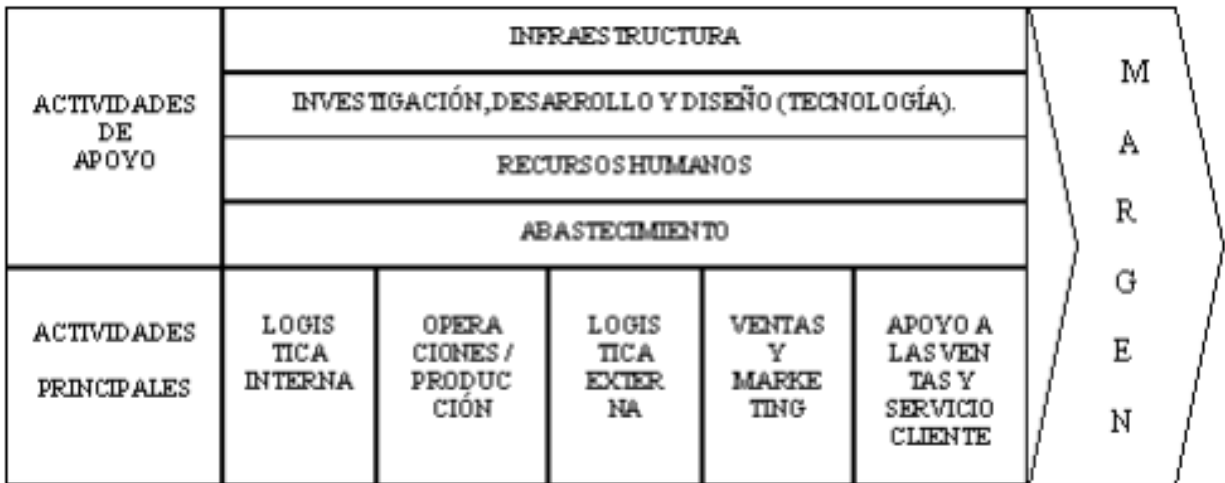 ACTIVIDADES
DE
APOYO
INFRAESTRUCTURA
INVESTIGACIÓN, DESARROLLO Y DISEÑO (TECNOLOGÍA).
RECURSOS HUMANOS
ABASTECIMIENTO
ACTIVIDADES
PRINCIPALES
LOGIS
TICA
INTERNA
OPERA
CIONES /
PRODUC
CIÓN
LOGIS
TICA
EXTER
NA
VENTAS
Y
MARKE
TING
APOYO A
LAS VEN
TAS Y
SERVICIO
CLIENTE
M
A
R
G
E
N